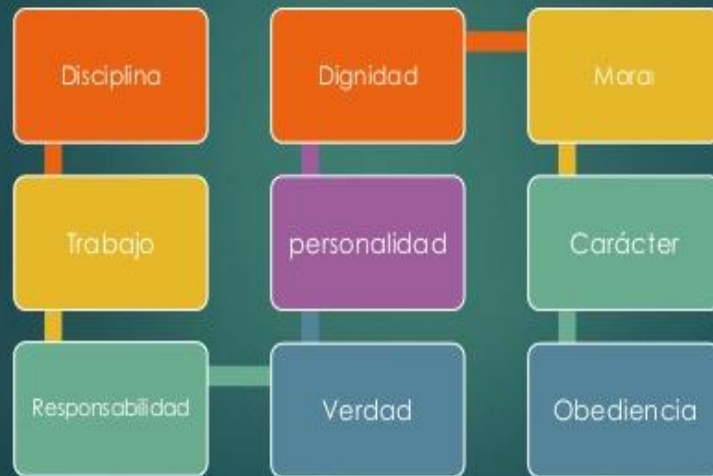 Disciplina
Dignidad
Moral
Trabajo
personalidad
Carácter
Responsabilidad
Verdad
Obediencia